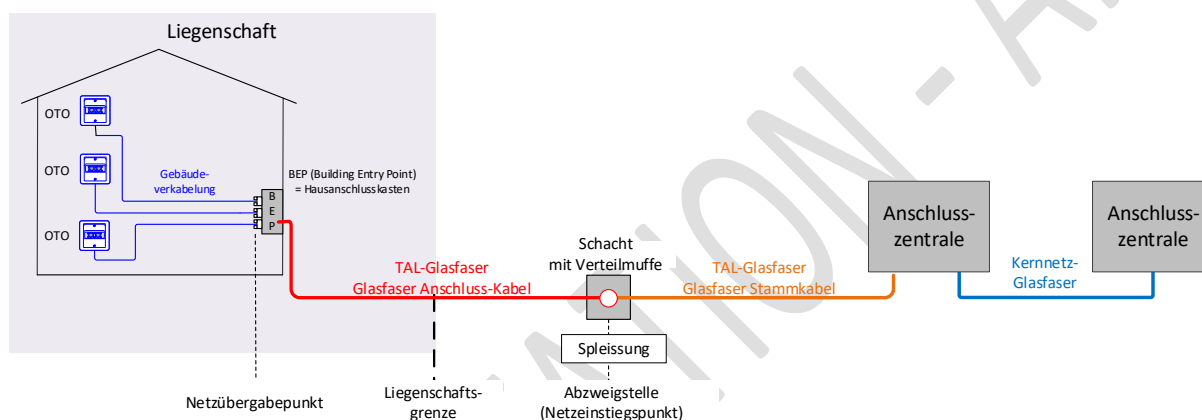 Liegenschaft
OTO
OTO
OTO
Gebäude-
verkabelung
BEP (Building Entry Point)
= Hausanschlusskasten
B
E
P
TAL-Glasfaser
Glasfaser Anschluss-Kabel
Schacht
mit Verteilmuffe
TAL-Glasfaser
Glasfaser Stammkabel
Anschluss-
zentrale
Kernnetz-
Glasfaser
Anschluss-
zentrale
Spleissung
Netzübergabepunkt
Liegenschafts-
grenze
Abzweigstelle
(Netzeinstiegspunkt)